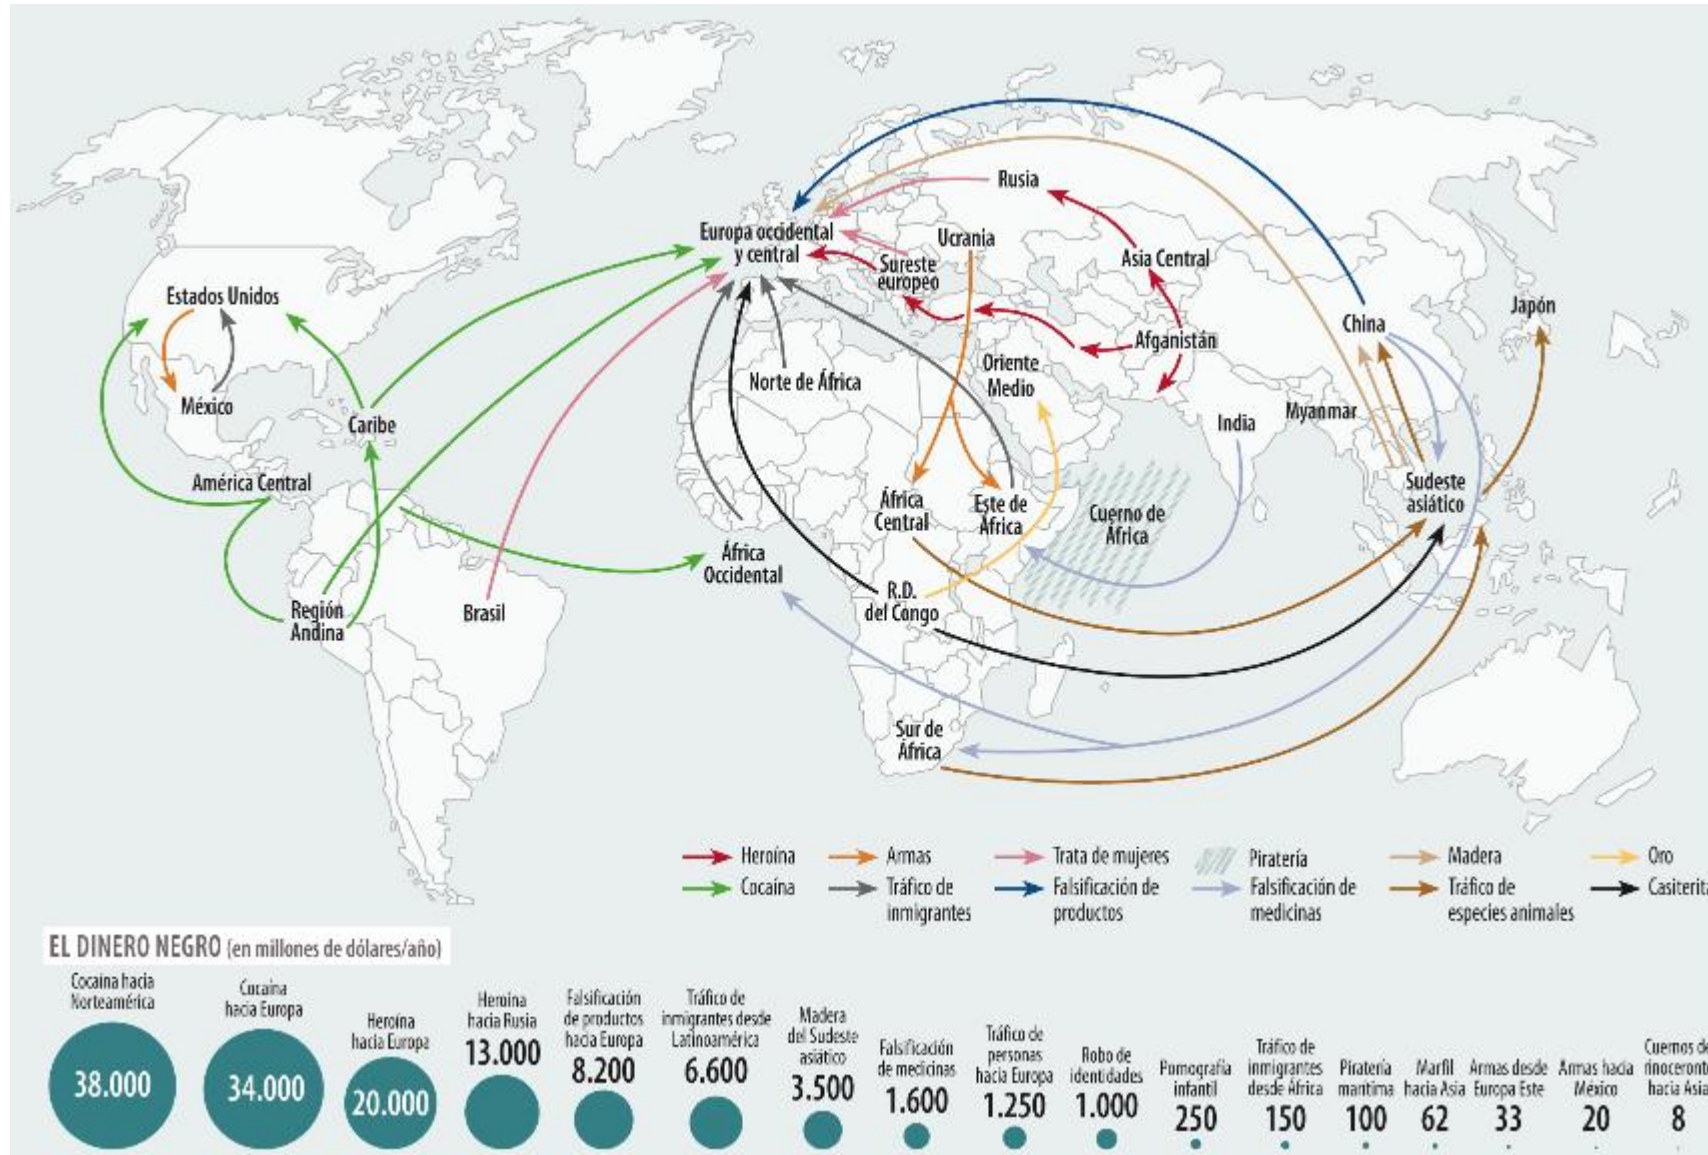 Rusia
Europa occidental
y central
Ucrania
Sureste
europeo
Asia Central
Estados Unidos
Japón
China
Afganistán
Oriente
Medio
Norte de África
México
Caribe
India
Myanmar
América Central
Sudeste
asiático
África
Central
Este de
África
Cuerno de
África
África
Occidental
R.D.
del Congo
Región
Andina
Brasil
Sur de
África
Heroína
Armas
Trata de mujeres
Piratería
Madera
Oro
Cocaína
Tráfico de
inmigrantes
Falsificación de
productos
Falsificación de
medicinas
Tráfico de
especies animales
Casiterit
EL DINERO NEGRO (en millones de dólares/año)
Cocaína hacia
Norteamérica
38.000
Cocaína
hacia Europa
34.000
Heroína
hacia Europa
20.000
Heroína
hacia Rusia
13.000
Falsificación
de productos
hacia Europa
8.200
Tráfico de
inmigrantes desde
Latinoamérica
6.600
Madera
del Sudeste
asiático
3.500
Falsificación
de medicinas
1.600
Tráfico de
personas
hacia Europa
1.250
Robo de
identidades
1.000
Pornografía
infantil
250
Tráfico de
inmigrantes
desde África
150
Piratería
marítima
100
Marfil
hacia Asia
62
Armas desde
Europa Este
33
Armas hacia
México
20
Cuernos de
rinoceronte
hacia Asia
8